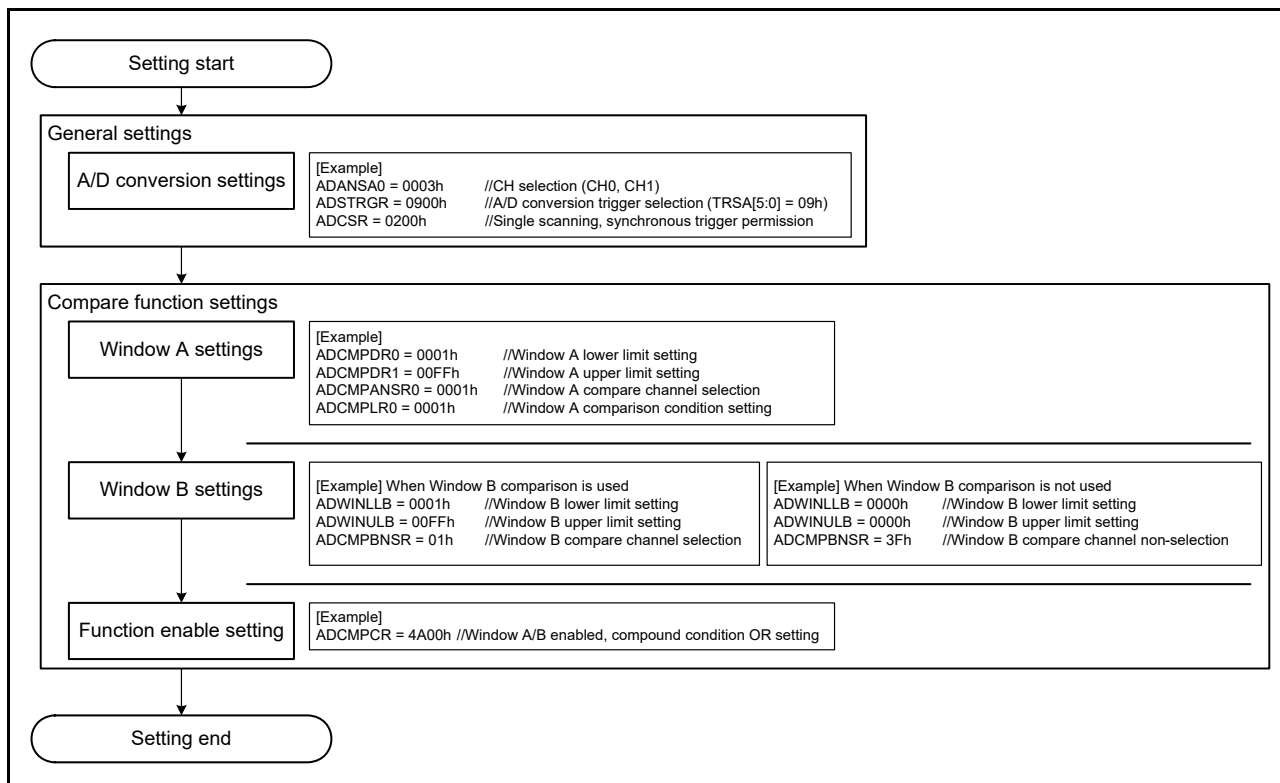 Setting start
General settings
A/D conversion settings
[Example]
ADANSA0 = 0003h //CH selection (CH0, CH1)
ADSTRGR = 0900h //A/D conversion trigger selection (TRSA[5:0] = 09h)
ADCSR = 0200h //Single scanning, synchronous trigger permission
Compare function settings
Window A settings
[Example]
ADCMPDR0 = 0001h //Window A lower limit setting
ADCMPDR1 = 00FFh //Window A upper limit setting
ADCMPANSR0 = 0001h //Window A compare channel selection
ADCMPLR0 = 0001h //Window A comparison condition setting
Window B settings
[Example] When Window B comparison is used
ADWINLLB = 0001h //Window B lower limit setting
ADWINULB = 00FFh //Window B upper limit setting
ADCMPBNSR = 01h //Window B compare channel selection
[Example] When Window B comparison is not used
ADWINLLB = 0000h //Window B lower limit setting
ADWINULB = 0000h //Window B upper limit setting
ADCMPBNSR = 3Fh //Window B compare channel non-selection
Function enable setting
[Example]
ADCMPCR = 4A00h //Window A/B enabled, compound condition OR setting
Setting end